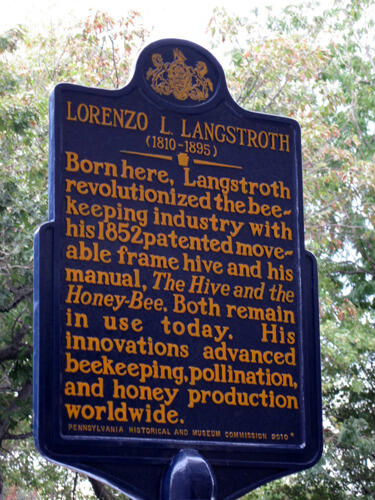 LORENZO L. LANGSTROTH
(1810-1895)
Born here, Langstroth
revolutionized the bee-
keeping industry with
his 1852 patented move-
able frame hive and his
manual, The Hive and the
Honey-Bee. Both remain
in use today. His
innovations advanced
beekeeping, pollination,
and honey production
worldwide.
PENNSYLVANIA HISTORICAL AND MUSEUM COMMISSION 2010